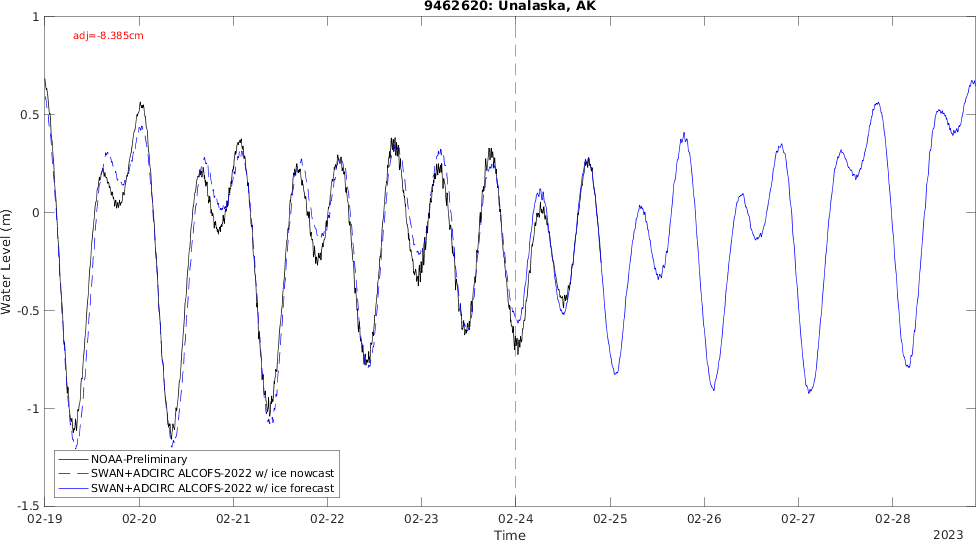 9462620: Unalaska, AK
adj=-8.385cm
1
0.5
0
-0.5
-1
-1.5
Water Level (m)
NOAA-Preliminary
SWAN+ADCIRC ALCOFS-2022 w/ ice nowcast
SWAN+ADCIRC ALCOFS-2022 w/ ice forecast
02-19 02-20 02-21 02-22 02-23 02-24 02-25 02-26 02-27 02-28
Time
2023